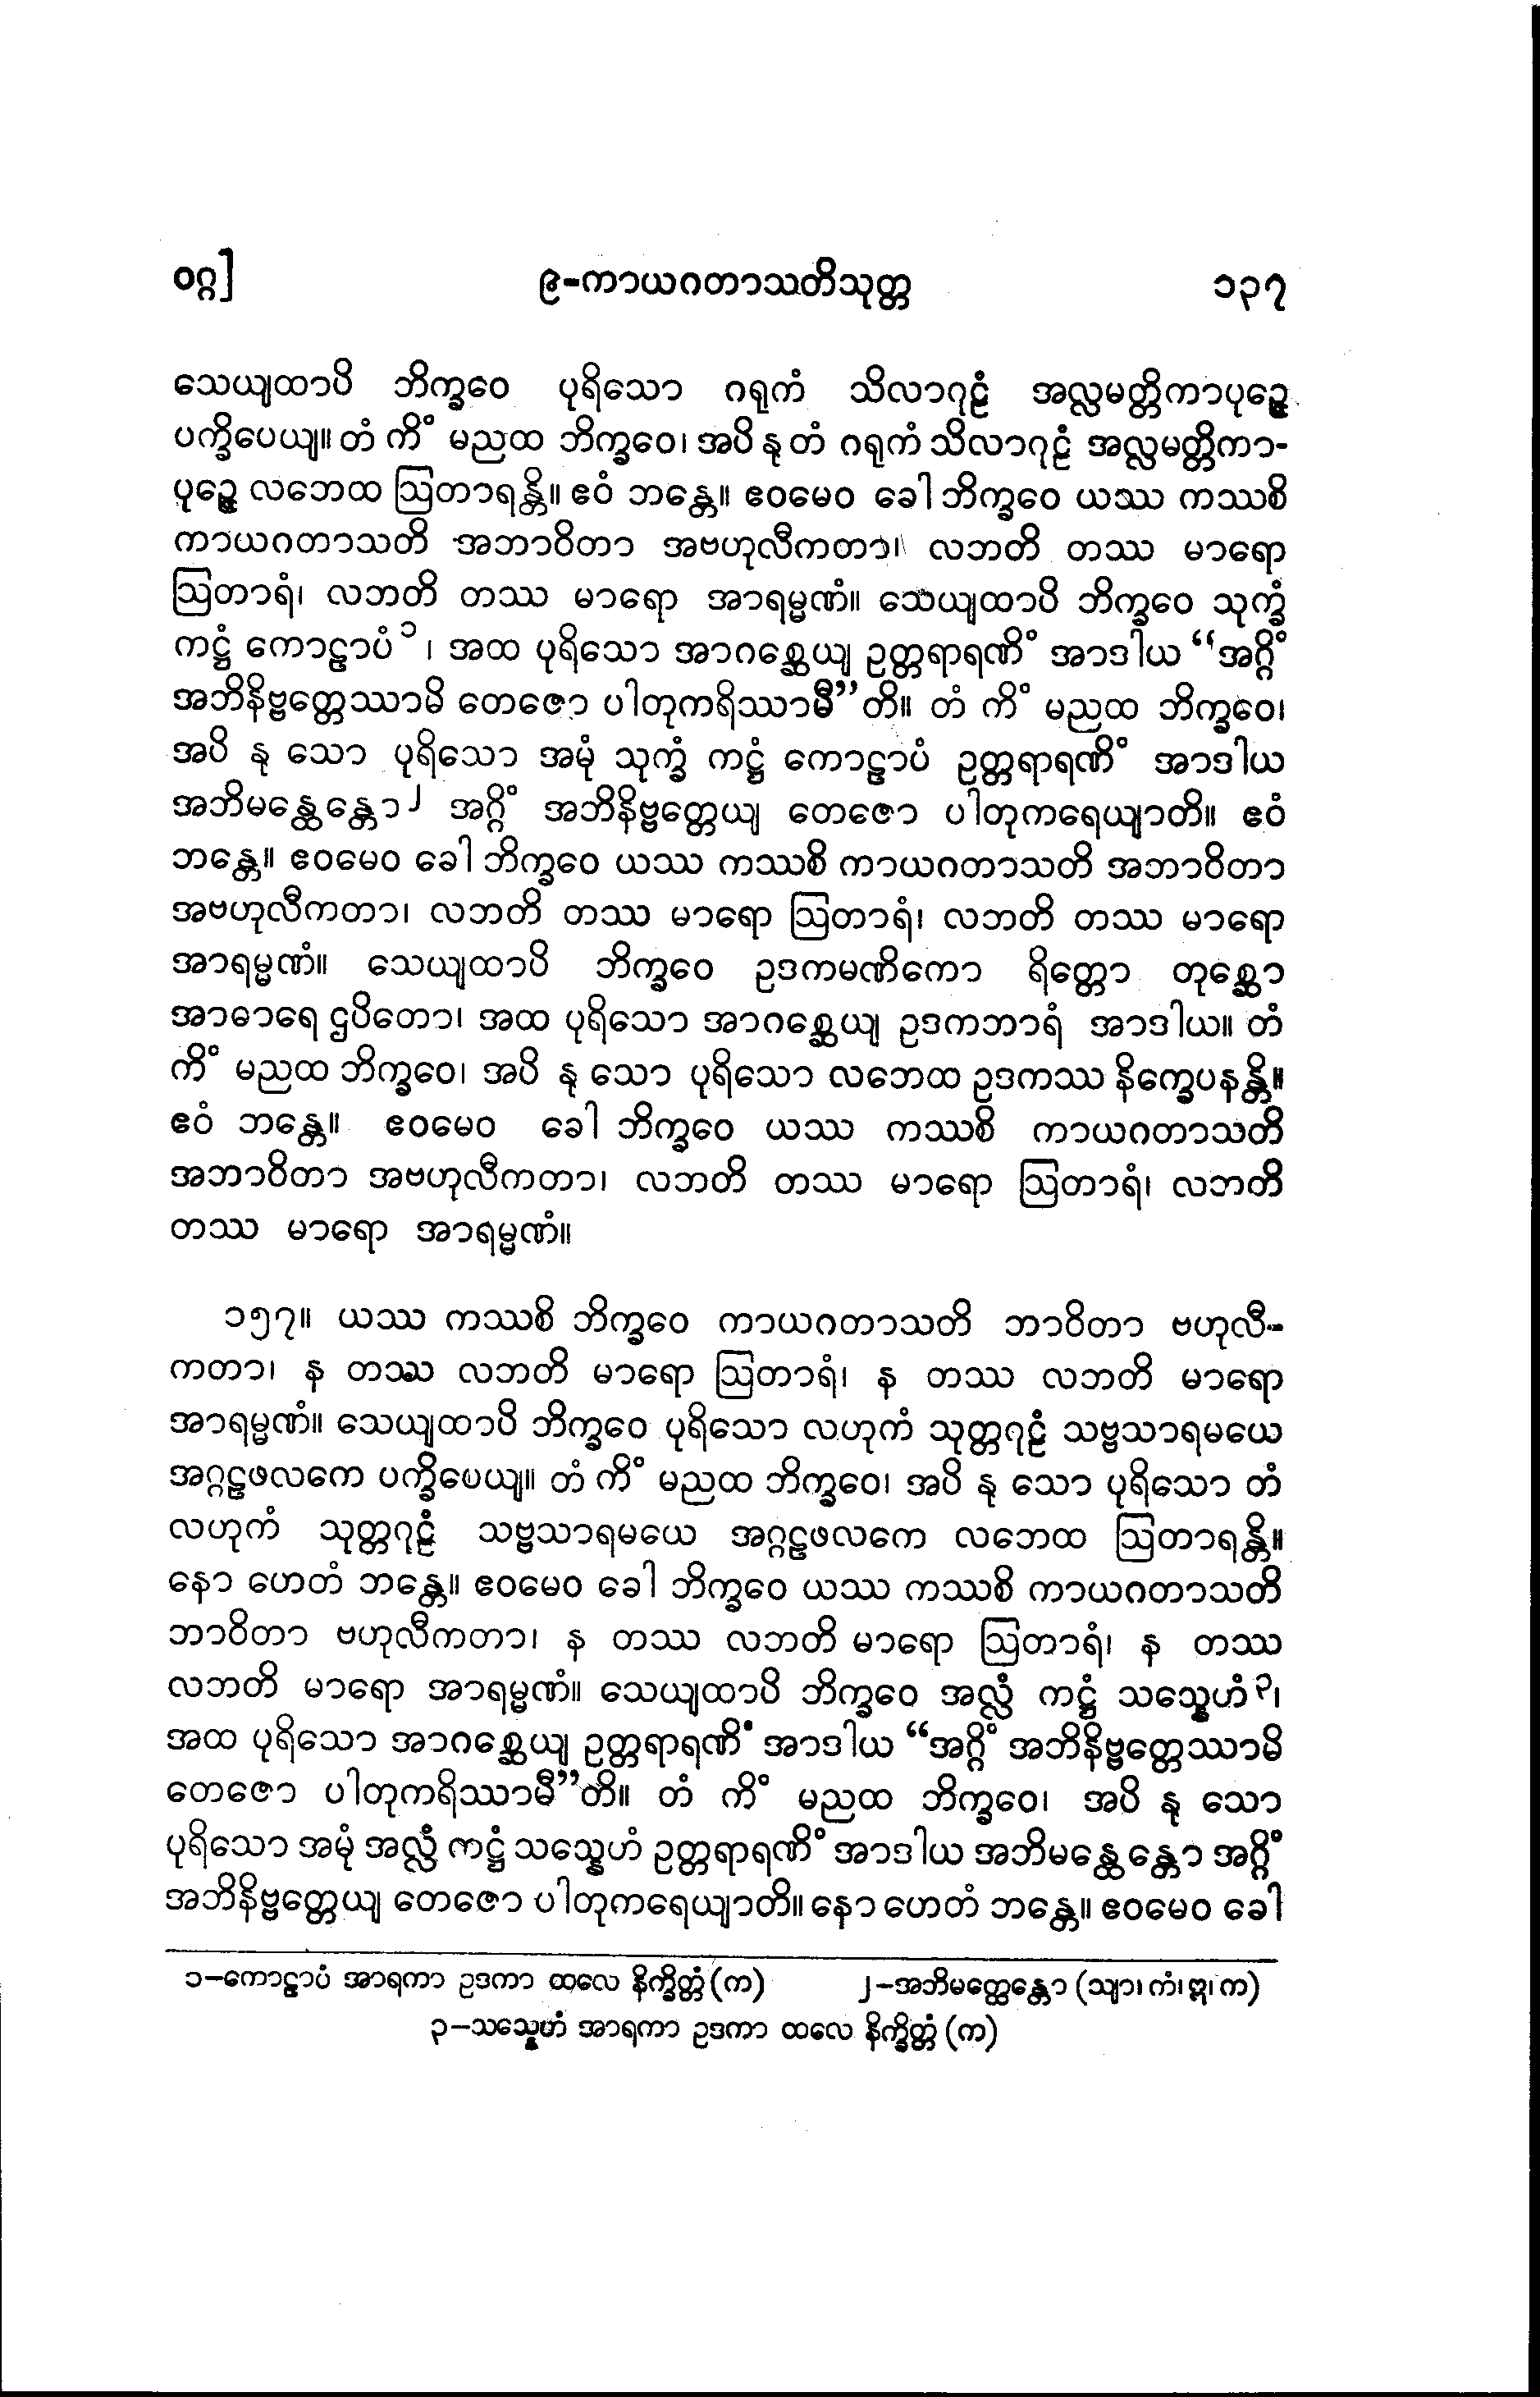 ဝဂ္ဂ]
၉-ကာယဂတာသတိသုတ္တ
၁၃၇
သေယျထာပိ ဘိက္ခဝေ ပုရိသော ဂရုကံ သိလာဂုဠံ အလ္လမတ္တိကာပုဉ္ဇေ
ပက္ခိပေယျ။ တံ ကိံ မညထ ဘိက္ခဝေ၊ အပိ နု တံ ဂရုကံ သိလာဂုဠံ အလ္လမတ္တိကာ-
ပုဉ္ဇေ လဘေထ ဩတာရန္တိ။ ဧဝံ ဘန္တေ။ ဧဝမေဝ ခေါ ဘိက္ခဝေ ယဿ ကဿစိ
ကာယဂတာသတိ အဘာဝိတာ အဗဟုလီကတာ၊ လဘတိ တဿ မာရော
ဩတာရံ၊ လဘတိ တဿ မာရော အာရမ္မဏံ။ သေယျထာပိ ဘိက္ခဝေ သုက္ခံ
ကဋ္ဌံ ကောဠာပံ ၁၊ အထ ပုရိသော အာဂစ္ဆေယျ ဥတ္တရာရဏိံ အာဒါယ “အဂ္ဂိံ
အဘိနိဗ္ဗတ္တေဿာမိ တေဇော ပါတုကရိဿာမီ”တိ။ တံ ကိံ မညထ ဘိက္ခဝေ၊
အပိ နု သော ပုရိသော အမုံ သုက္ခံ ကဋ္ဌံ ကောဠာပံ ဥတ္တရာရဏိံ အာဒါယ
အဘိမန္ထေန္တော၂ အဂ္ဂိံ အဘိနိဗ္ဗတ္တေယျ တေဇော ပါတုကရေယျာတိ။ ဧဝံ
ဘန္တေ။ ဧဝမေဝ ခေါ ဘိက္ခဝေ ယဿ ကဿစိ ကာယဂတာသတိ အဘာဝိတာ
အဗဟုလီကတာ၊ လဘတိ တဿ မာရော ဩတာရံ၊ လဘတိ တဿ မာရော
အာရမ္မဏံ။ သေယျထာပိ ဘိက္ခဝေ ဥဒကမဏိကော ရိတ္တော တုစ္ဆော
အာဓာရေ ဌပိတော၊ အထ ပုရိသော အာဂစ္ဆေယျ ဥဒကဘာရံ အာဒါယ။ တံ
ကိံ မညထ ဘိက္ခဝေ၊ အပိ နု သော ပုရိသော လဘေထ ဥဒကဿ နိက္ခေပနန္တိ။
ဧဝံ ဘန္တေ။ ဧဝမေဝ ခေါ ဘိက္ခဝေ ယဿ ကဿစိ ကာယဂတာသတိ
အဘာဝိတာ အဗဟုလီကတာ၊ လဘတိ တဿ မာရော ဩတာရံ၊ လဘတိ
တဿ မာရော အာရမ္မဏံ။
၁၅၇။ ယဿ ကဿစိ ဘိက္ခဝေ ကာယဂတာသတိ ဘာဝိတာ ဗဟုလီ-
ကတာ၊ န တဿ လဘတိ မာရော ဩတာရံ၊ န တဿ လဘတိ မာရော
အာရမ္မဏံ။ သေယျထာပိ ဘိက္ခဝေ ပုရိသော လဟုကံ သုတ္တဂုဠံ သဗ္ဗသာရမယေ
အဂ္ဂဠဖလကေ ပက္ခိပေယျ။ တံ ကိံ မညထ ဘိက္ခဝေ၊ အပိ နု သော ပုရိသော တံ
လဟုကံ သုတ္တဂုဠံ သဗ္ဗသာရမယေ အဂ္ဂဠဖလကေ လဘေထ ဩတာရန္တိ။
နော ဟေတံ ဘန္တေ။ ဧဝမေဝ ခေါ ဘိက္ခဝေ ယဿ ကဿစိ ကာယဂတာသတိ
ဘာဝိတာ ဗဟုလီကတာ၊ န တဿ လဘတိ မာရော ဩတာရံ၊ န တဿ
လဘတိ မာရော အာရမ္မဏံ။ သေယျထာပိ ဘိက္ခဝေ အလ္လံ ကဋ္ဌံ သသ္နေဟံ ၃၊
အထ ပုရိသော အာဂစ္ဆေယျ ဥတ္တရာရဏိံ အာဒါယ “အဂ္ဂိံ အဘိနိဗ္ဗတ္တေဿာမိ
တေဇော ပါတုကရိဿာမီ”တိ။ တံ ကိံ မညထ ဘိက္ခဝေ၊ အပိ နု သော
ပုရိသော အမုံ အလ္လံ ကဋ္ဌံ သသ္နေဟံ ဥတ္တရာရဏိံ အာဒါယ အဘိမန္ထေန္တော အဂ္ဂိံ
အဘိနိဗ္ဗတ္တေယျ တေဇော ပါတုကရေယျာတိ။ နော ဟေတံ ဘန္တေ။ ဧဝမေဝ ခေါ
၁-ကောဠာပံ အာရကာ ဥဒကာ ထလေ နိက္ခိတ္တံ (က)
၂-အဘိမတ္ထေန္တော (သျာ၊ ကံ၊ ဋ္ဌ၊ က)
၃-သသ္နေဟံ အာရကာ ဥဒကာ ထလေ နိက္ခိတ္တံ (က)